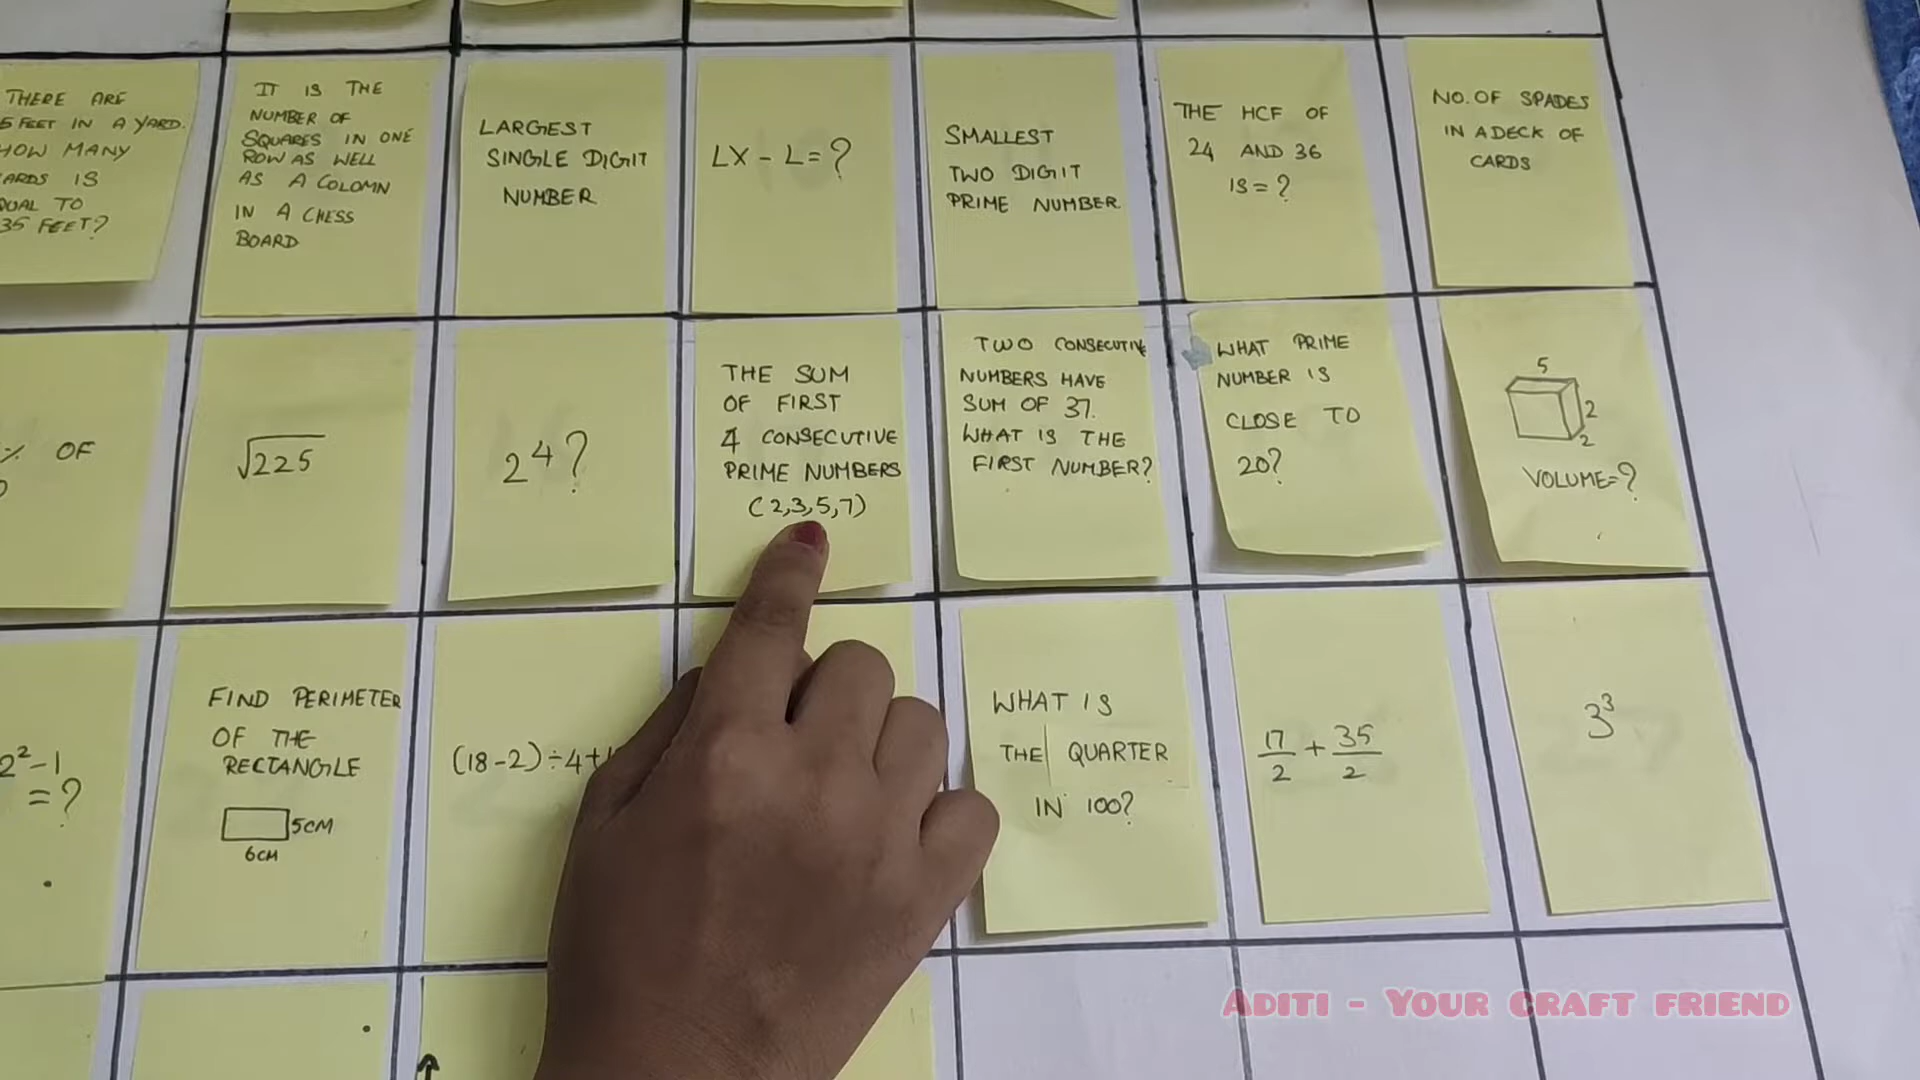 THERE ARE
FEET IN A YARD.
HOW MANY
IS
TO
35 FEET?
IT IS THE
NUMBER OF
SQUARES IN ONE
ROW AS WELL
AS A COLOMN
IN A CHESS
BOARD
LARGEST
SINGLE DIGIT
NUMBER
LX - L = ?
SMALLEST
TWO DIGIT
PRIME NUMBER
THE HCF OF
24 AND 36
IS = ?
NO. OF SPADES
IN A DECK OF
CARDS
% OF
√225
2⁴?
THE SUM
OF FIRST
4 CONSECUTIVE
PRIME NUMBERS
(2,3,5,7)
TWO CONSECUTIVE
NUMBERS HAVE
SUM OF 37.
WHAT IS THE
FIRST NUMBER?
WHAT PRIME
NUMBER IS
CLOSE TO
20?
5
2
2
VOLUME=?
2²-1
=?
FIND PERIMETER
OF THE
RECTANGLE
5CM
6CM
(18-2)÷4+
WHAT IS
THE QUARTER
IN 100?
17/2 + 35/2
3³
ADITI - YOUR CRAFT FRIEND